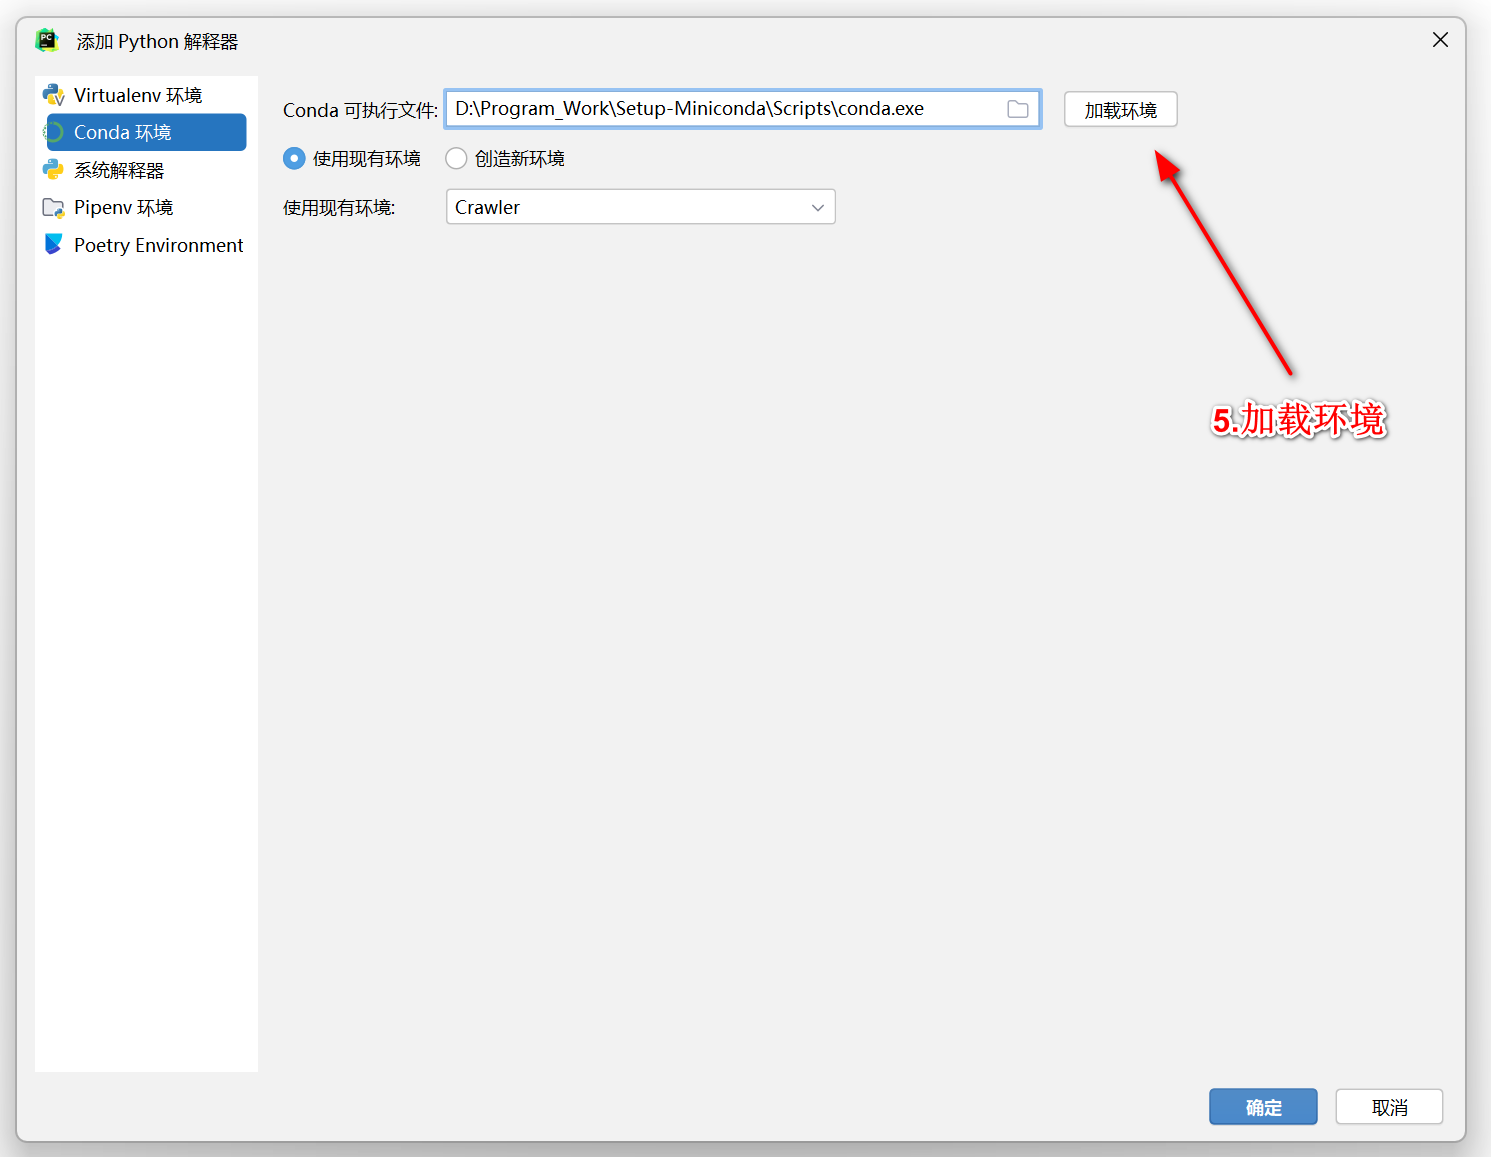 添加 Python 解释器
Virtualenv 环境
Conda 环境
系统解释器
Pipenv 环境
Poetry Environment
Conda 可执行文件: D:\Program_Work\Setup-Miniconda\Scripts\conda.exe 加载环境
使用现有环境 创造新环境
使用现有环境: Crawler
5.加载环境
确定 取消